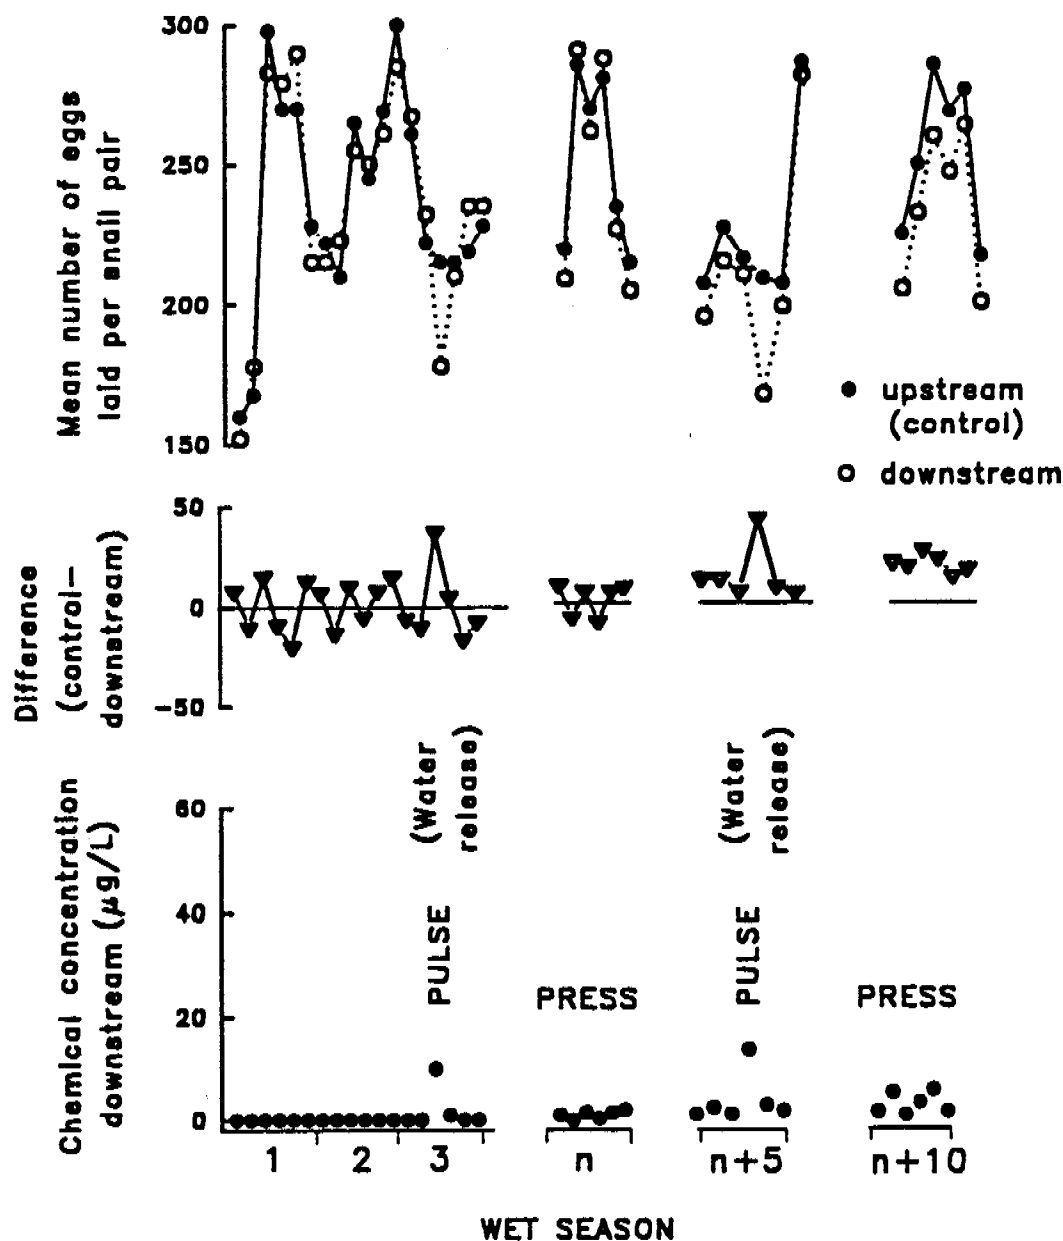 300
250
200
150
Mean number of eggs
laid per snail pair
upstream
(control)
downstream
50
0
-50
Difference
(control—
downstream)
(Water
release)
(Water
release)
60
40
20
0
Chemical concentration
downstream (μg/L)
PULSE
PRESS
PULSE
PRESS
1
2
3
n
n+5
n+10
WET SEASON